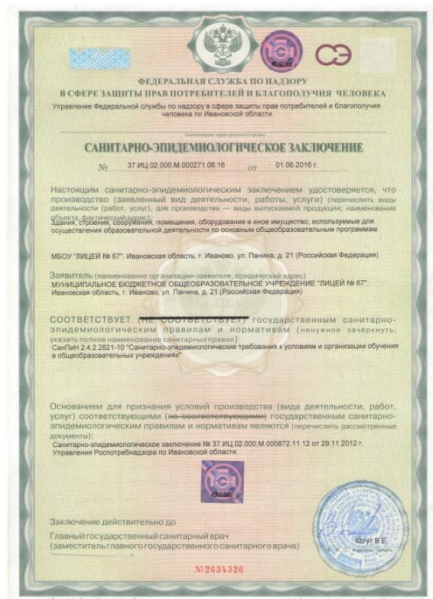 СЭ
ФЕДЕРАЛЬНАЯ СЛУЖБА ПО НАДЗОРУ
В СФЕРЕ ЗАЩИТЫ ПРАВ ПОТРЕБИТЕЛЕЙ И БЛАГОПОЛУЧИЯ ЧЕЛОВЕКА
Управление Федеральной службы по надзору в сфере защиты прав потребителей и благополучия
человека по Ивановской области
(наименование территориального органа)
САНИТАРНО-ЭПИДЕМИОЛОГИЧЕСКОЕ ЗАКЛЮЧЕНИЕ
№ 37.ИЦ.02.000.М.000271.06.16 от 01.06.2016 г.
Настоящим санитарно-эпидемиологическим заключением удостоверяется, что
производство (заявленный вид деятельности, работы, услуги) (перечислить виды
деятельности (работ, услуг), для производства — виды выпускаемой продукции; наименование
объекта, фактический адрес):
Здания, строения, сооружения, помещения, оборудование и иное имущество, используемые для
осуществления образовательной деятельности по основным общеобразовательным программам
МБОУ "ЛИЦЕЙ № 67". Ивановская область, г. Иваново, ул. Панина, д. 21 (Российская Федерация)
Заявитель (наименование организации-заявителя, юридический адрес)
МУНИЦИПАЛЬНОЕ БЮДЖЕТНОЕ ОБЩЕОБРАЗОВАТЕЛЬНОЕ УЧРЕЖДЕНИЕ "ЛИЦЕЙ № 67".
Ивановская область, г. Иваново, ул. Панина, д. 21 (Российская Федерация)
СООТВЕТСТВУЕТ (НЕ СООТВЕТСТВУЕТ) государственным санитарно-
эпидемиологическим правилам и нормативам (ненужное зачеркнуть,
указать полное наименование санитарных правил)
СанПиН 2.4.2.2821-10 "Санитарно-эпидемиологические требования к условиям и организации обучения
в общеобразовательных учреждениях"
Основанием для признания условий производства (вида деятельности, работ,
услуг) соответствующими (не соответствующими) государственным санитарно-
эпидемиологическим правилам и нормативам являются (перечислить рассмотренные
документы):
Санитарно-эпидемиологическое заключение № 37.ИЦ.02.000.М.000872.11.12 от 29.11.2012 г.
Управления Роспотребнадзора по Ивановской области.
Заключение действительно до
Главный государственный санитарный врач
(заместитель главного государственного санитарного врача)
№2634326